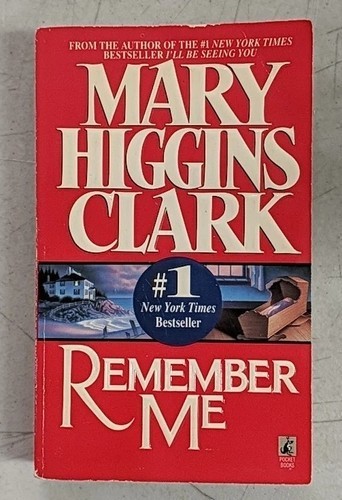 FROM THE AUTHOR OF THE #1 NEW YORK TIMES
BESTSELLER I'LL BE SEEING YOU
MARY
HIGGINS
CLARK
#1
New York Times
Bestseller
REMEMBER
ME
POCKET
BOOKS